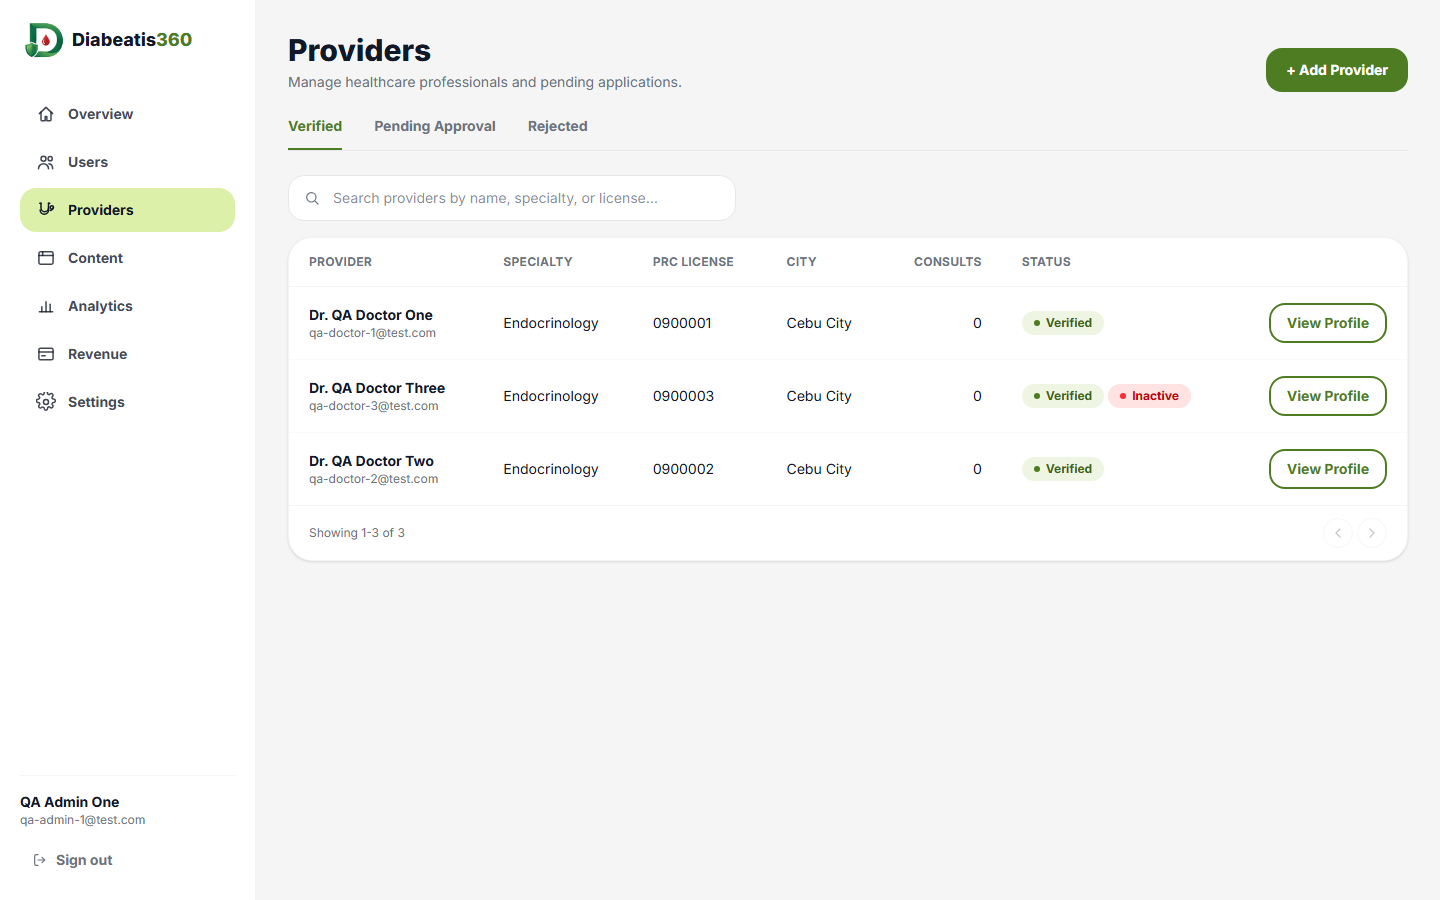 Diabeatis360
Overview
Users
Providers
Content
Analytics
Revenue
Settings
QA Admin One
qa-admin-1@test.com
Sign out
Providers
Manage healthcare professionals and pending applications.
+ Add Provider
Verified Pending Approval Rejected
Search providers by name, specialty, or license...
PROVIDER SPECIALTY PRC LICENSE CITY CONSULTS STATUS
Dr. QA Doctor One
qa-doctor-1@test.com
Endocrinology 0900001 Cebu City 0 Verified View Profile
Dr. QA Doctor Three
qa-doctor-3@test.com
Endocrinology 0900003 Cebu City 0 Verified Inactive View Profile
Dr. QA Doctor Two
qa-doctor-2@test.com
Endocrinology 0900002 Cebu City 0 Verified View Profile
Showing 1-3 of 3